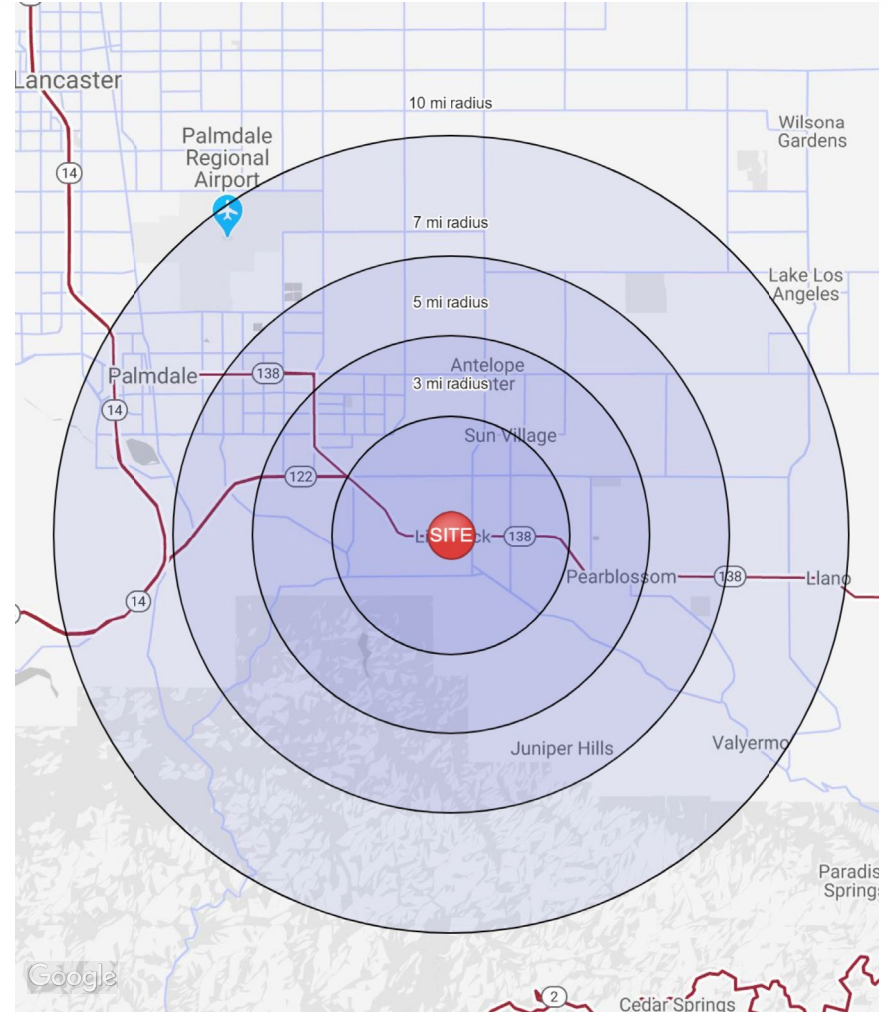 Lancaster
10 mi radius
Wilsona
Gardens
Palmdale
Regional
Airport
14
7 mi radius
Lake Los
Angeles
5 mi radius
Antelope
Palmdale
138
3 mi radius
14
Sun Village
122
SITE
138
Pearblossom
138
Llano
14
Juniper Hills
Valyermo
Paradis
Spring
Google
2
Cedar Springs